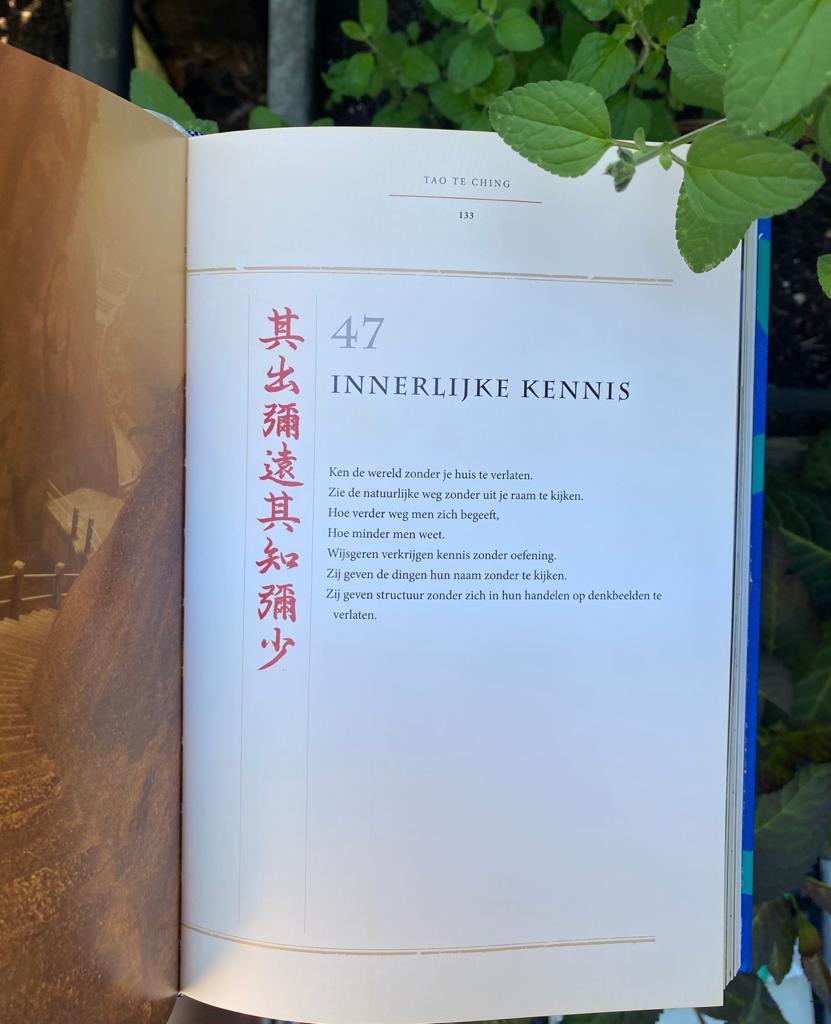 TAO TE CHING
133
其出彌遠其知彌少
47
INNERLIJKE KENNIS
Ken de wereld zonder je huis te verlaten.
Zie de natuurlijke weg zonder uit je raam te kijken.
Hoe verder weg men zich begeeft,
Hoe minder men weet.
Wijsgeren verkrijgen kennis zonder oefening.
Zij geven de dingen hun naam zonder te kijken.
Zij geven structuur zonder zich in hun handelen op denkbeelden te
verlaten.